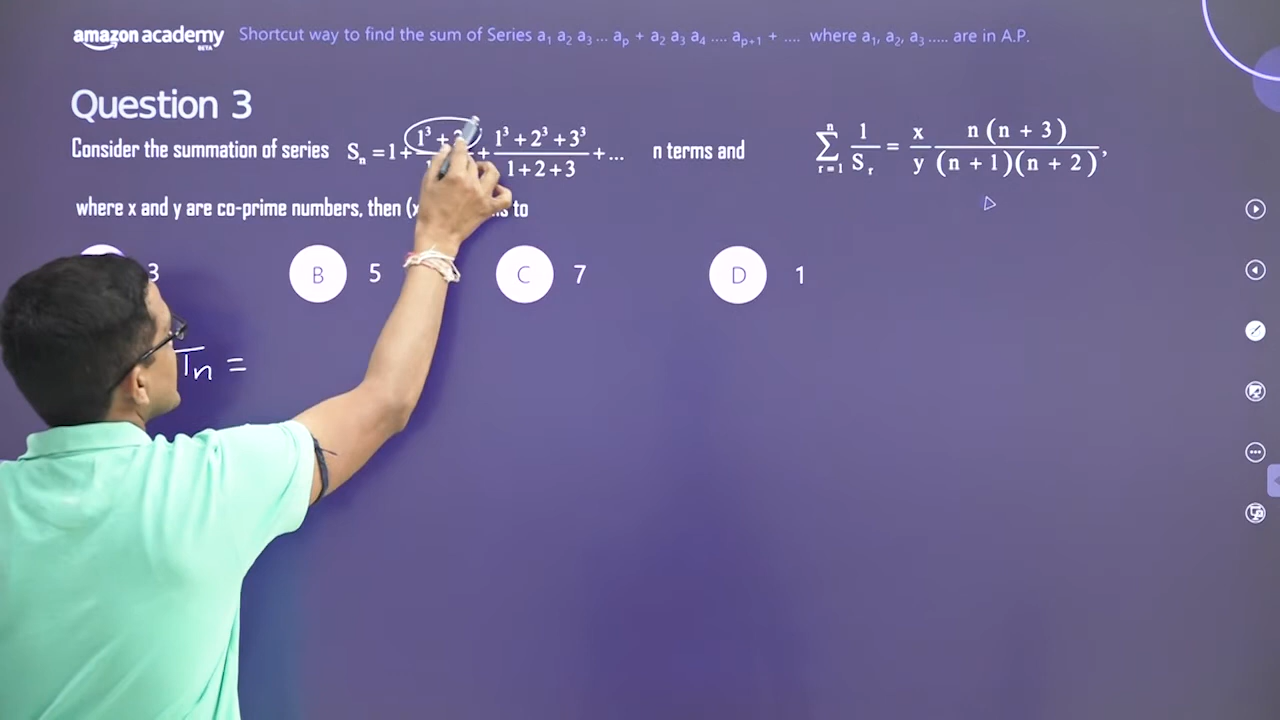 amazon academy
BETA
Shortcut way to find the sum of Series a₁ a₂ a₃ ... aₚ + a₂ a₃ a₄ .... aₚ₊₁ + .... where a₁, a₂, a₃ ..... are in A.P.
Question 3
Consider the summation of series Sₙ = 1 + (1³ + 2 + (1³ + 2³ + 3³)/(1 + 2 + 3) + ... n terms and ∑ⁿᵣ₌₁ 1/Sᵣ = x/y n (n + 3)/(n + 1)(n + 2),
where x and y are co-prime numbers, then to
3
B 5
C 7
D 1
Tₙ =